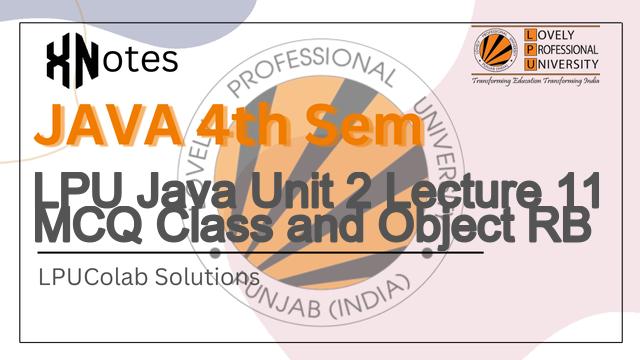 XNotes
LOVELY
PROFESSIONAL
UNIVERSITY
Transforming Education Transforming India
JAVA 4th Sem
LPU Java Unit 2 Lecture 11
MCQ Class and Object RB
LPUColab Solutions
PROFESSIONAL
PUNJAB (INDIA)